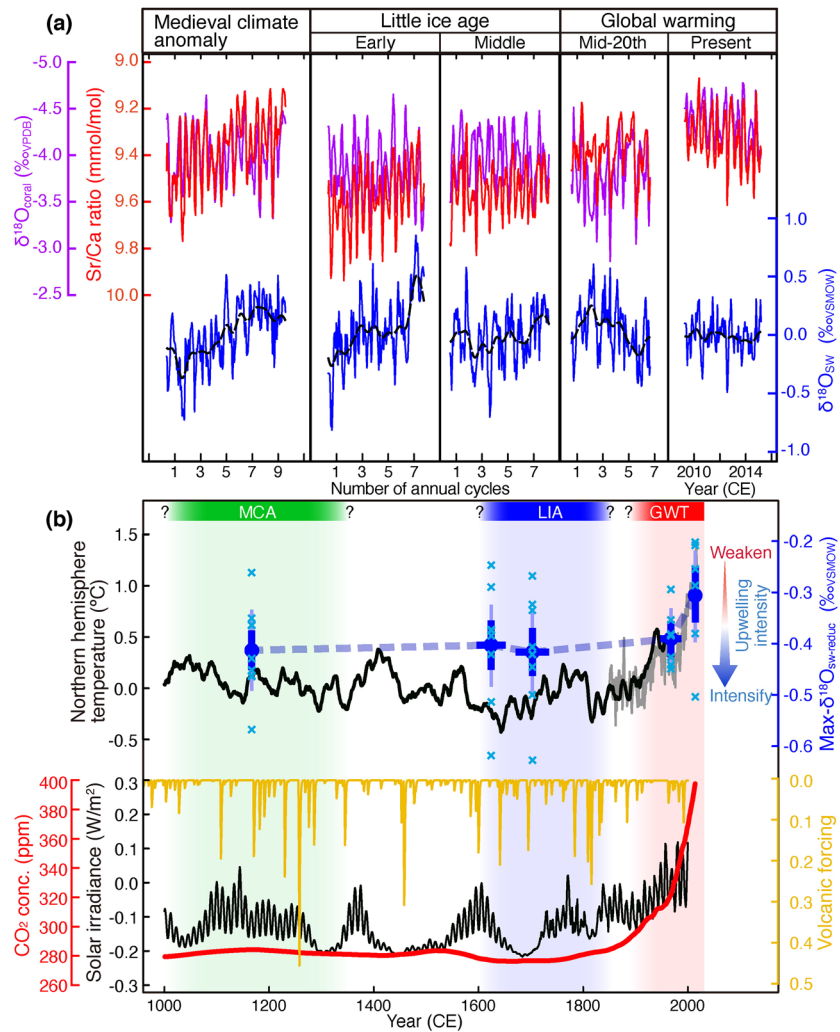 (a)
Medieval climate anomaly
Little ice age
Global warming
Early
Middle
Mid-20th
Present
δ¹⁸Ocoral (‰VPDB)
-5.0
-4.5
-4.0
-3.5
-3.0
-2.5
Sr/Ca ratio (mmol/mol)
9.0
9.2
9.4
9.6
9.8
10.0
1.0
0.5
0.0
-0.5
-1.0
δ¹⁸OSW (‰VSMOW)
1 3 5 7 9
1 3 5 7
1 3 5 7
1 3 5 7
2010 2014
Number of annual cycles
Year (CE)
(b)
? MCA ?
? LIA ?
? GWT
Northern hemisphere
temperature (ºC)
1.5
1.0
0.5
0.0
-0.5
Weaken
Upwelling
intensity
Intensify
-0.2
-0.3
-0.4
-0.5
-0.6
Max-δ¹⁸Osw-reduc (‰VSMOW)
CO₂ conc. (ppm)
400
380
360
340
320
300
280
260
Solar irradiance (W/m²)
0.3
0.2
0.1
0.0
-0.1
-0.2
-0.3
0.0
0.1
0.2
0.3
0.4
0.5
Volcanic forcing
1000 1200 1400 1600 1800 2000
Year (CE)